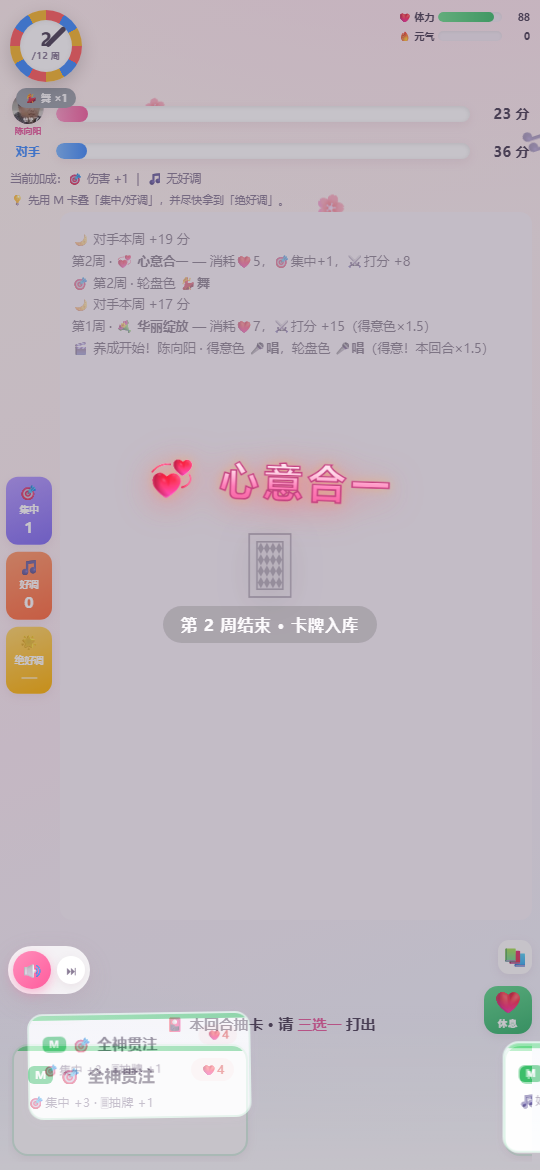 2
/12 周
❤️ 体力 88
🔥 元气 0
💃 舞 ×1
陈向阳
23 分
对手
36 分
当前加成: 🎯 伤害 +1 | 🎵 无好调
💡 先用 M 卡叠「集中/好调」, 并尽快拿到「绝好调」。
🌙 对手本周 +19 分
第2周 · 💞 心意合一 — 消耗❤️5, 🎯集中+1, ⚔️打分 +8
🎯 第2周: 轮盘色 💃舞
🌙 对手本周 +17 分
第1周 · 💐 华丽绽放 — 消耗❤️7, ⚔️打分 +15 (得意色×1.5)
🎬 养成开始! 陈向阳 · 得意色 🎤唱, 轮盘色 🎤唱 (得意! 本回合×1.5)
💞 心意合一
🎯
集中
1
🎵
好调
0
🌟
绝好调
—
第 2 周结束 • 卡牌入库
休息
🎴 本回合抽卡 • 请 三选一 打出
M 🎯 全神贯注 ❤️4
M 🎯 全神贯注 ❤️4
🎯集中 +3 · 抽牌 +1
M